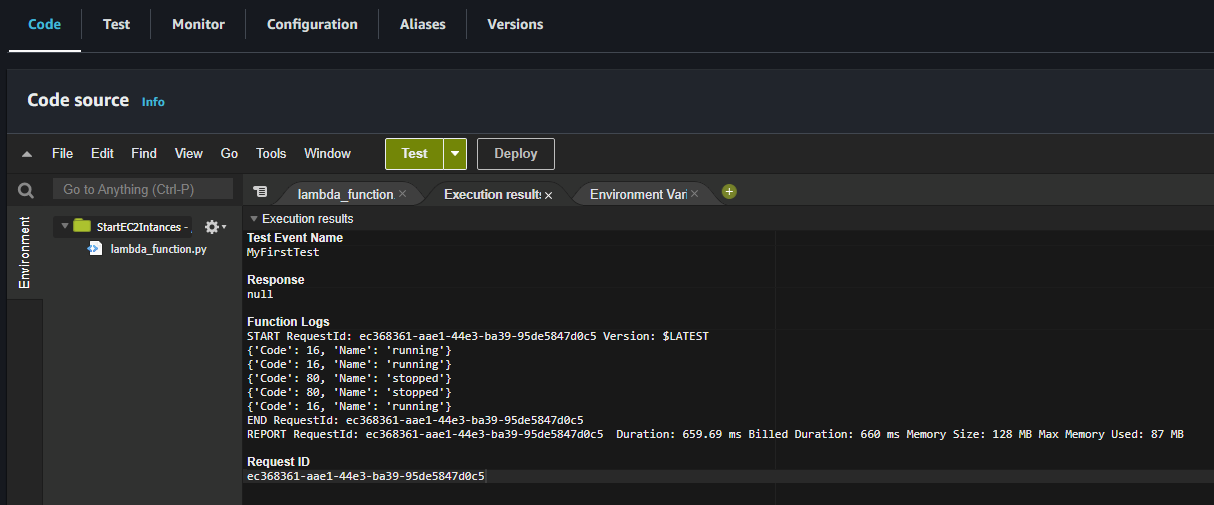 Code Test Monitor Configuration Aliases Versions
Code source Info
File Edit Find View Go Tools Window Test Deploy
Go to Anything (Ctrl-P)
lambda_function Execution results Environment Vari
Environment
StartEC2Intances -
lambda_function.py
Execution results
Test Event Name
MyFirstTest
Response
null
Function Logs
START RequestId: ec368361-aae1-44e3-ba39-95de5847d0c5 Version: $LATEST
{'Code': 16, 'Name': 'running'}
{'Code': 16, 'Name': 'running'}
{'Code': 80, 'Name': 'stopped'}
{'Code': 80, 'Name': 'stopped'}
{'Code': 16, 'Name': 'running'}
END RequestId: ec368361-aae1-44e3-ba39-95de5847d0c5
REPORT RequestId: ec368361-aae1-44e3-ba39-95de5847d0c5 Duration: 659.69 ms Billed Duration: 660 ms Memory Size: 128 MB Max Memory Used: 87 MB
Request ID
ec368361-aae1-44e3-ba39-95de5847d0c5